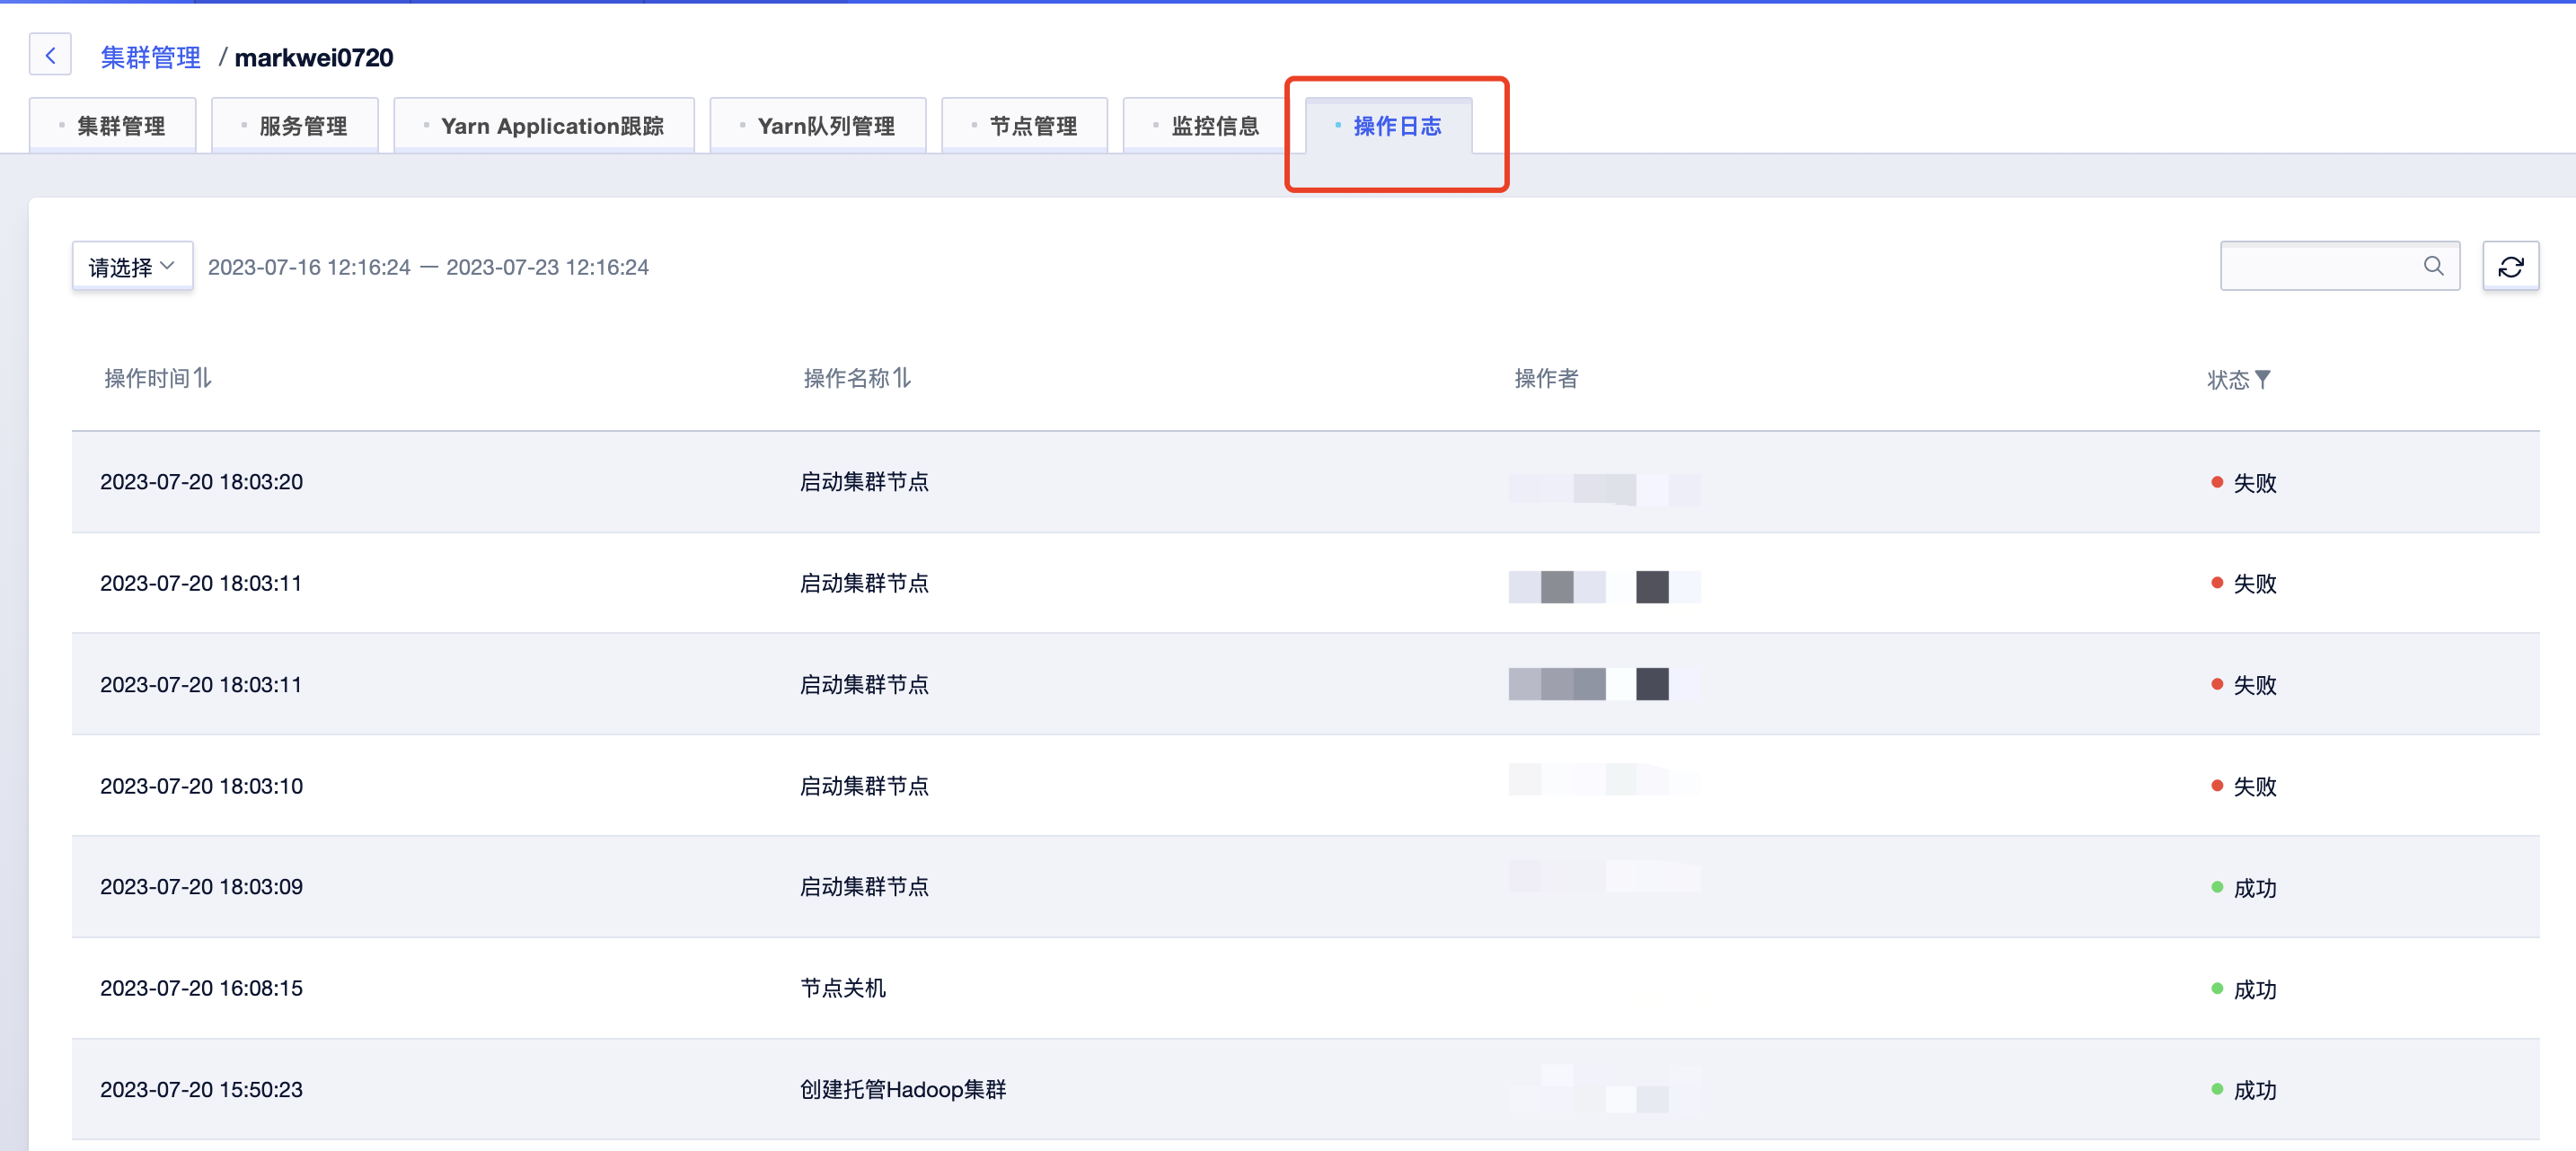 集群管理 / markwei0720
集群管理 服务管理 Yarn Application跟踪 Yarn队列管理 节点管理 监控信息 操作日志
请选择 2023-07-16 12:16:24 — 2023-07-23 12:16:24
操作时间 操作名称 操作者 状态
2023-07-20 18:03:20 启动集群节点 失败
2023-07-20 18:03:11 启动集群节点 失败
2023-07-20 18:03:11 启动集群节点 失败
2023-07-20 18:03:10 启动集群节点 失败
2023-07-20 18:03:09 启动集群节点 成功
2023-07-20 16:08:15 节点关机 成功
2023-07-20 15:50:23 创建托管Hadoop集群 成功